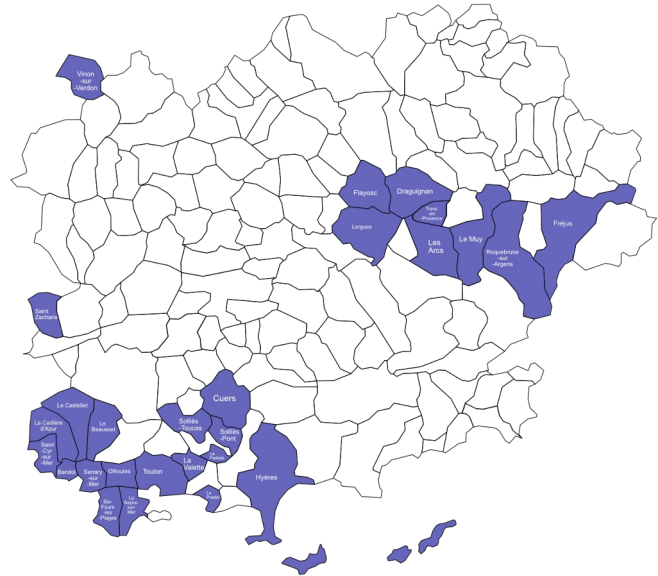 Vinon
-sur
-Verdon
Flayosc
Draguignan
Trans
-en
-Provence
Lorgues
Les
Arcs
Le Muy
Roquebrune
-sur
-Argens
Fréjus
Saint
Zacharie
Cuers
Le Castellet
La Cadière
d'Azur
Le
Beausset
Solliès
-Toucas
Solliès
-Pont
Saint
-Cyr
-sur
-Mer
La
Farlède
La
Valette
Bandol
Sanary
-sur
-Mer
Ollioules
Toulon
Hyères
Le
Pradet
Six-
Fours
-les
-Plages
La
Seyne-
sur-
Mer